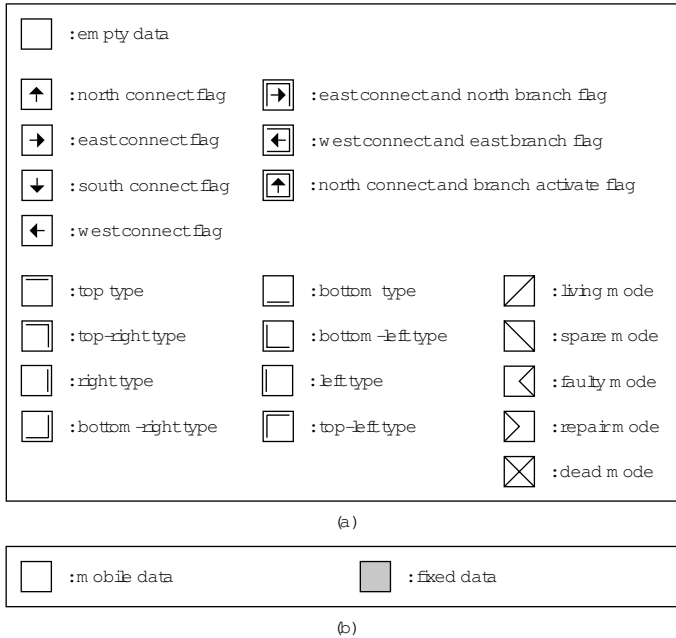 :empty data
:north connect flag :east connect and north branch flag
:east connect flag :west connect and east branch flag
:south connect flag :north connect and branch activate flag
:west connect flag
:top type :bottom type :living mode
:top-right type :bottom-left type :spare mode
:right type :left type :faulty mode
:bottom-right type :top-left type :repair mode
:dead mode
(a)
:mobile data :fixed data
(b)